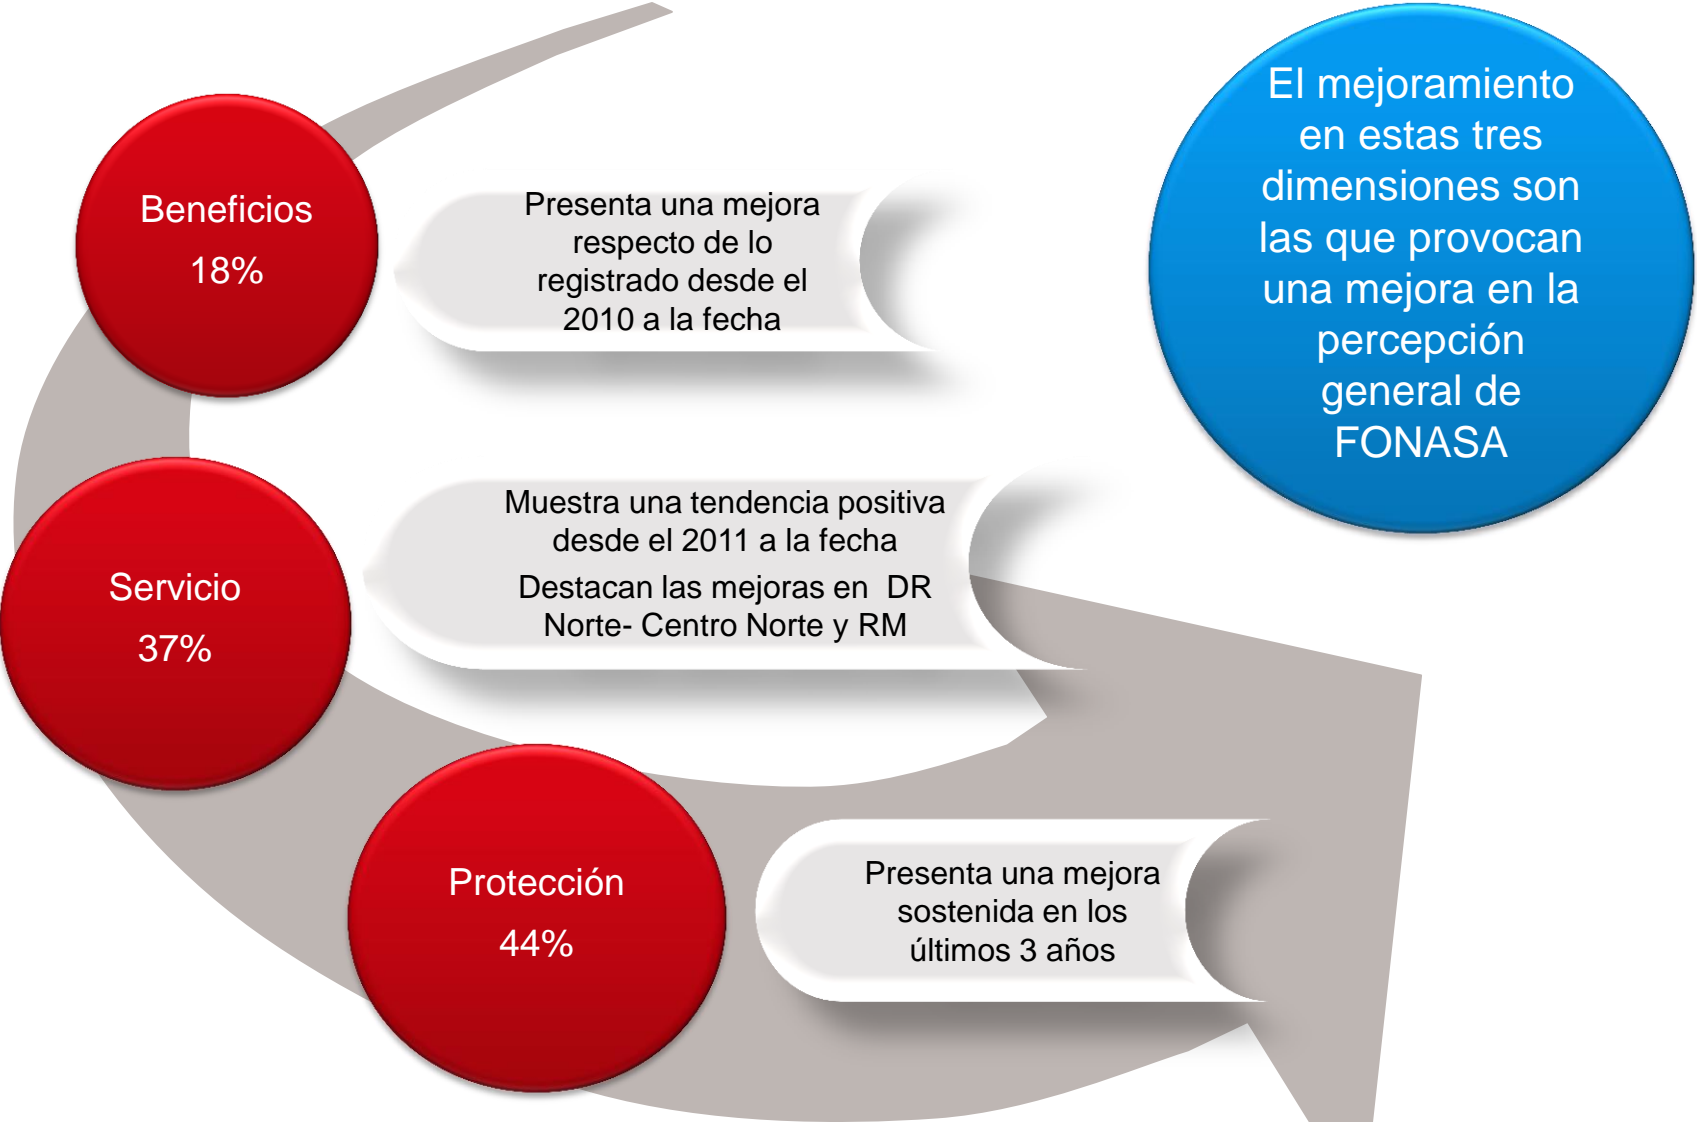 Beneficios
18%
Presenta una mejora
respecto de lo
registrado desde el
2010 a la fecha
El mejoramiento
en estas tres
dimensiones son
las que provocan
una mejora en la
percepción
general de
FONASA
Servicio
37%
Muestra una tendencia positiva
desde el 2011 a la fecha
Destacan las mejoras en  DR
Norte- Centro Norte y RM
Protección
44%
Presenta una mejora
sostenida en los
últimos 3 años